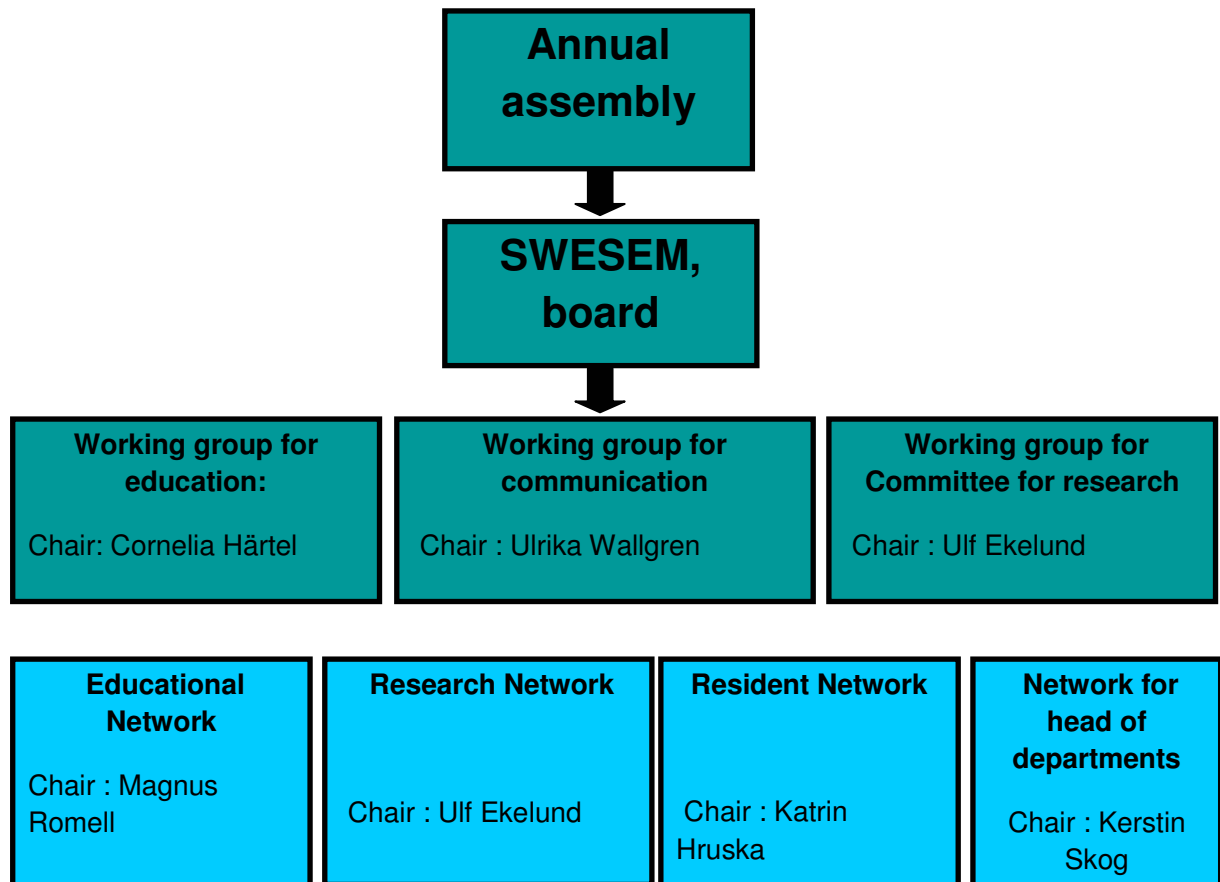 Annual
assembly
SWESEM,
board
Working group for
education:
Chair: Cornelia Härtel
Working group for
communication
Chair : Ulrika Wallgren
Working group for
Committee for research
Chair : Ulf Ekelund
Educational
Network
Chair : Magnus
Romell
Research Network
Chair : Ulf Ekelund
Resident Network
Chair : Katrin
Hruska
Network for
head of
departments
Chair : Kerstin
Skog